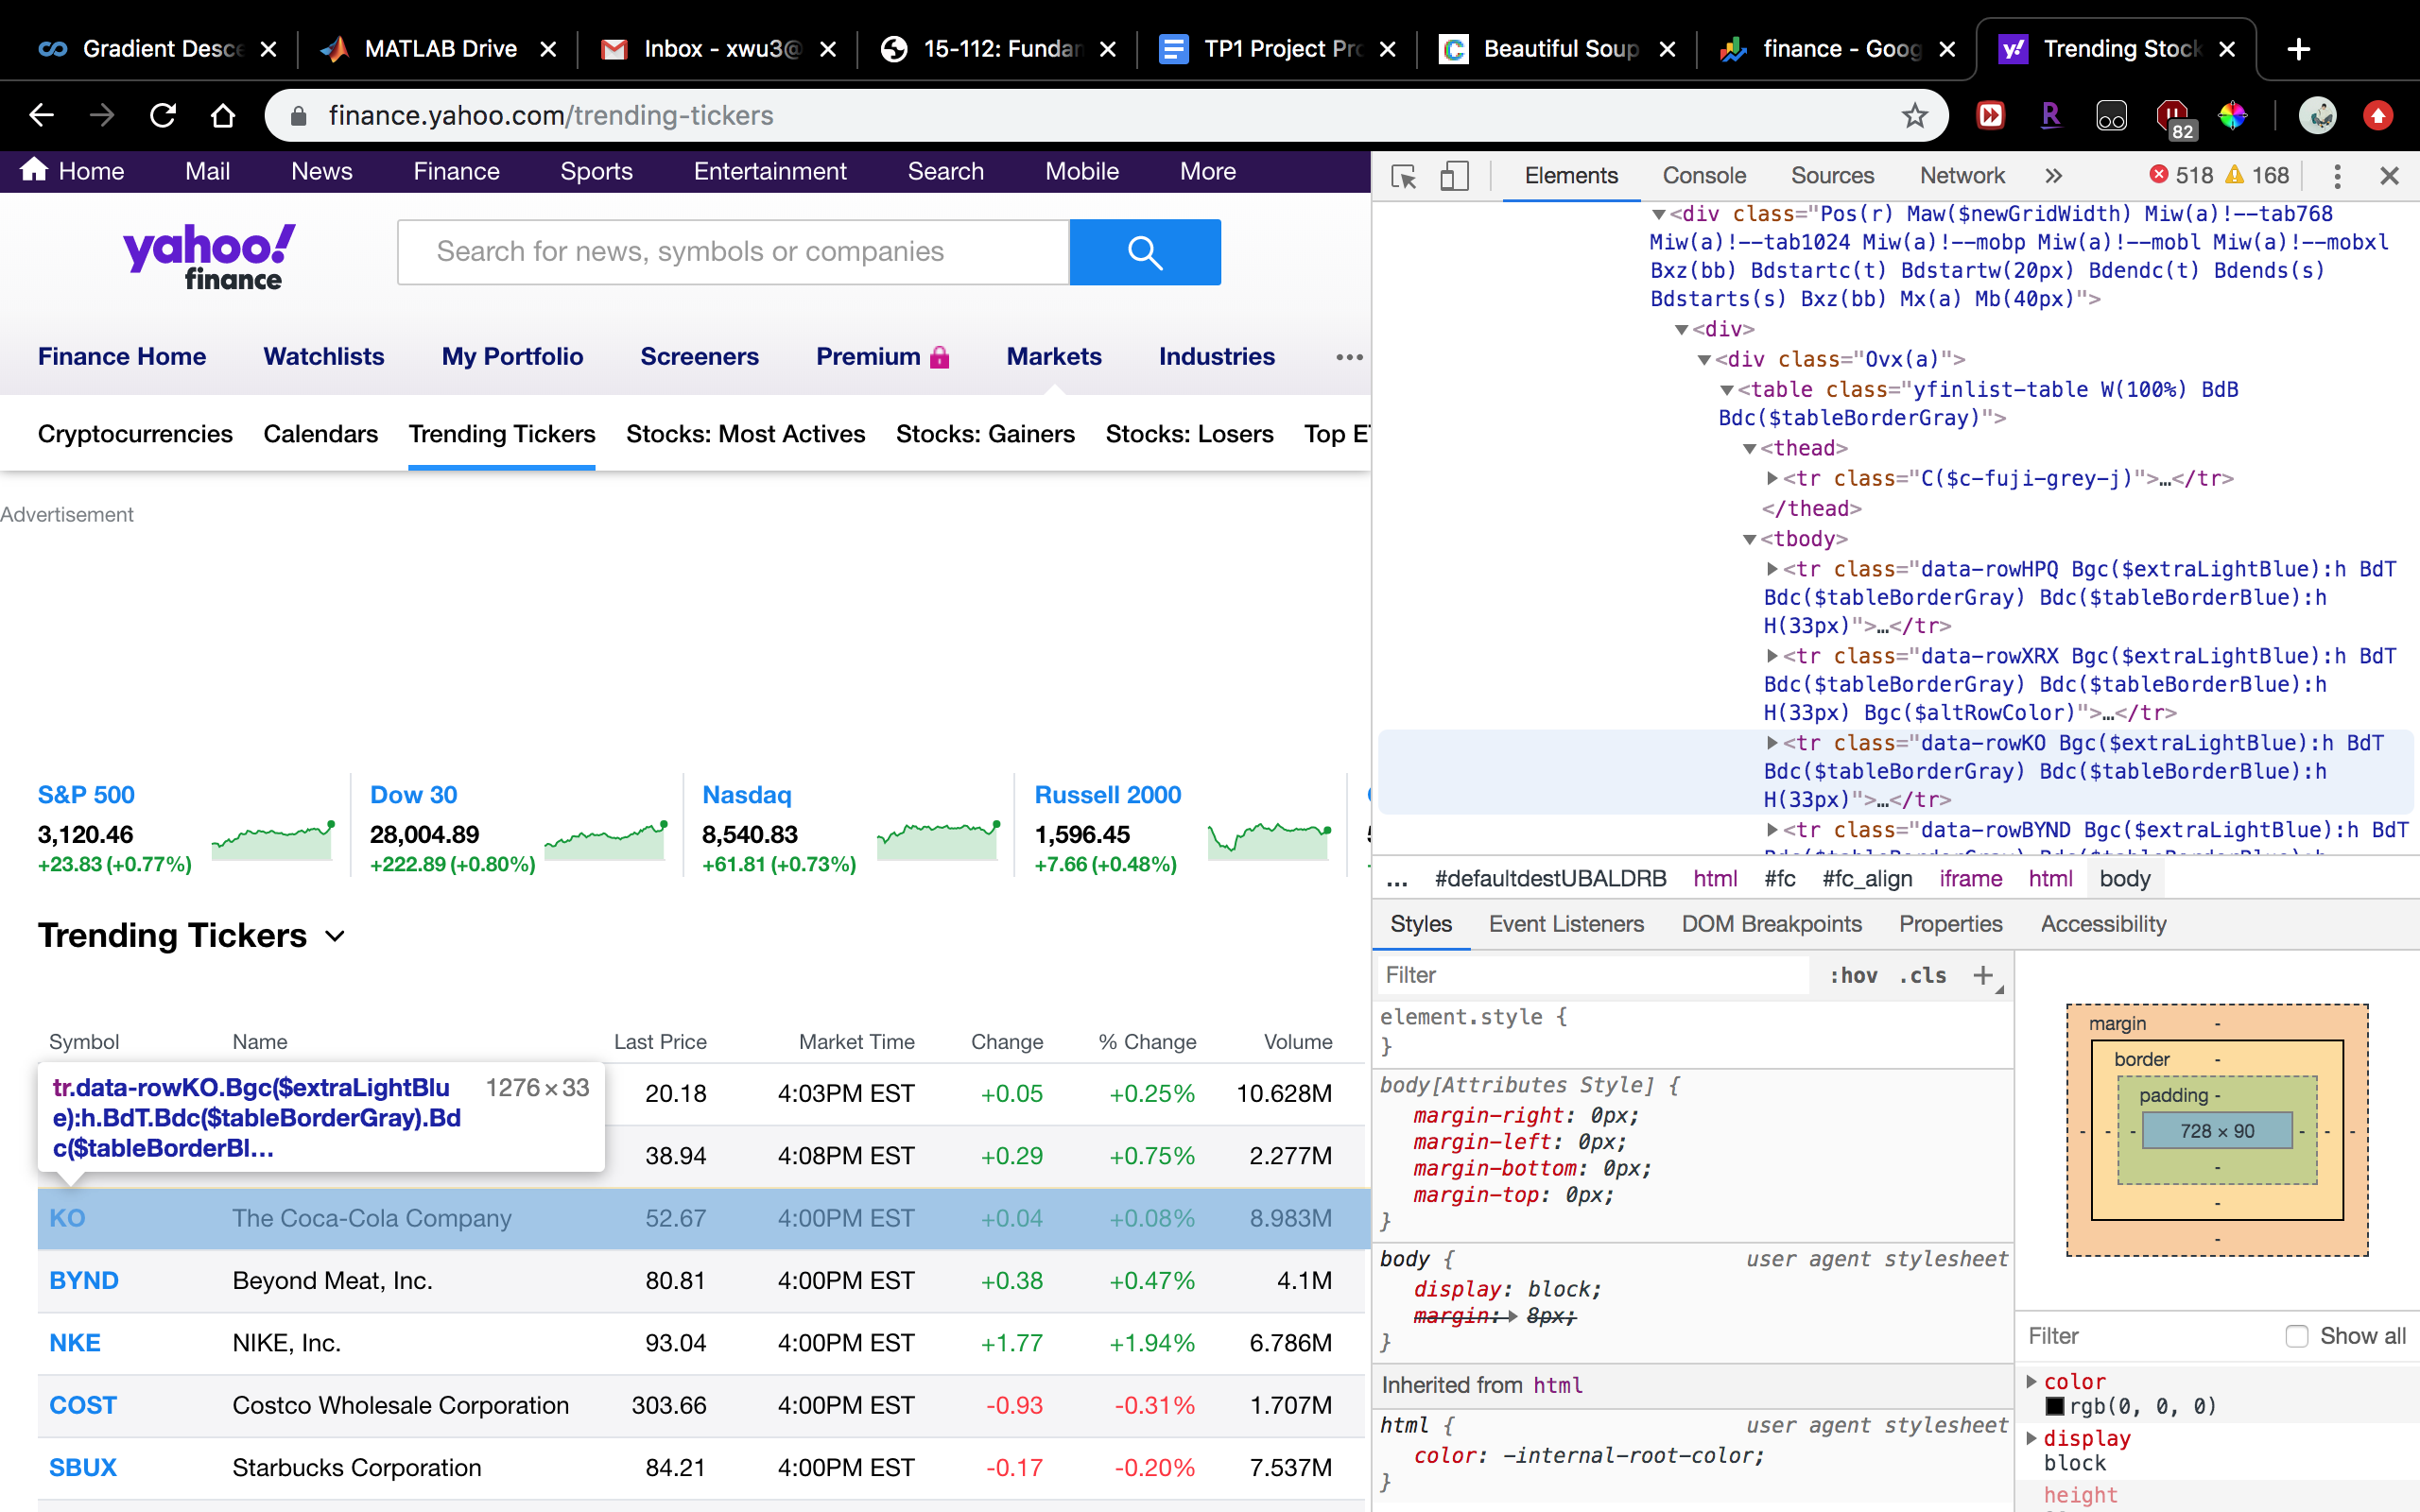 Gradient Desce
MATLAB Drive
Inbox - xwu3@
15-112: Fundan
TP1 Project Pro
Beautiful Soup
finance - Goog
Trending Stock
finance.yahoo.com/trending-tickers
82
Home Mail News Finance Sports Entertainment Search Mobile More
yahoo!
finance
Search for news, symbols or companies
Finance Home Watchlists My Portfolio Screeners Premium Markets Industries
Cryptocurrencies Calendars Trending Tickers Stocks: Most Actives Stocks: Gainers Stocks: Losers Top ET
Advertisement
S&P 500
3,120.46
+23.83 (+0.77%)
Dow 30
28,004.89
+222.89 (+0.80%)
Nasdaq
8,540.83
+61.81 (+0.73%)
Russell 2000
1,596.45
+7.66 (+0.48%)
Trending Tickers
Symbol Name Last Price Market Time Change % Change Volume
tr.data-rowKO.Bgc($extraLightBlu 1276 × 33
e):h.BdT.Bdc($tableBorderGray).Bd
c($tableBorderBl...
20.18 4:03PM EST +0.05 +0.25% 10.628M
38.94 4:08PM EST +0.29 +0.75% 2.277M
KO The Coca-Cola Company 52.67 4:00PM EST +0.04 +0.08% 8.983M
BYND Beyond Meat, Inc. 80.81 4:00PM EST +0.38 +0.47% 4.1M
NKE NIKE, Inc. 93.04 4:00PM EST +1.77 +1.94% 6.786M
COST Costco Wholesale Corporation 303.66 4:00PM EST -0.93 -0.31% 1.707M
SBUX Starbucks Corporation 84.21 4:00PM EST -0.17 -0.20% 7.537M
Elements Console Sources Network » 518 168
<div class="Pos(r) Maw($newGridWidth) Miw(a)!--tab768
Miw(a)!--tab1024 Miw(a)!--mobp Miw(a)!--mobl Miw(a)!--mobxl
Bxz(bb) Bdstartc(t) Bdstartw(20px) Bdendc(t) Bdends(s)
Bdstarts(s) Bxz(bb) Mx(a) Mb(40px)">
<div>
<div class="Ovx(a)">
<table class="yfinlist-table W(100%) BdB
Bdc($tableBorderGray)">
<thead>
<tr class="C($c-fuji-grey-j)">…</tr>
</thead>
<tbody>
<tr class="data-rowHPQ Bgc($extraLightBlue):h BdT
Bdc($tableBorderGray) Bdc($tableBorderBlue):h
H(33px)">…</tr>
<tr class="data-rowXRX Bgc($extraLightBlue):h BdT
Bdc($tableBorderGray) Bdc($tableBorderBlue):h
H(33px) Bgc($altRowColor)">…</tr>
<tr class="data-rowKO Bgc($extraLightBlue):h BdT
Bdc($tableBorderGray) Bdc($tableBorderBlue):h
H(33px)">…</tr>
<tr class="data-rowBYND Bgc($extraLightBlue):h BdT
... #defaultdestUBALDRB html #fc #fc_align iframe html body
Styles Event Listeners DOM Breakpoints Properties Accessibility
Filter :hov .cls +
element.style {
}
body[Attributes Style] {
margin-right: 0px;
margin-left: 0px;
margin-bottom: 0px;
margin-top: 0px;
}
body { user agent stylesheet
display: block;
margin: 8px;
}
Inherited from html
html { user agent stylesheet
color: -internal-root-color;
}
margin -
border -
padding -
- - - 728 × 90 - - -
-
-
-
Filter Show all
color
rgb(0, 0, 0)
display
block
height